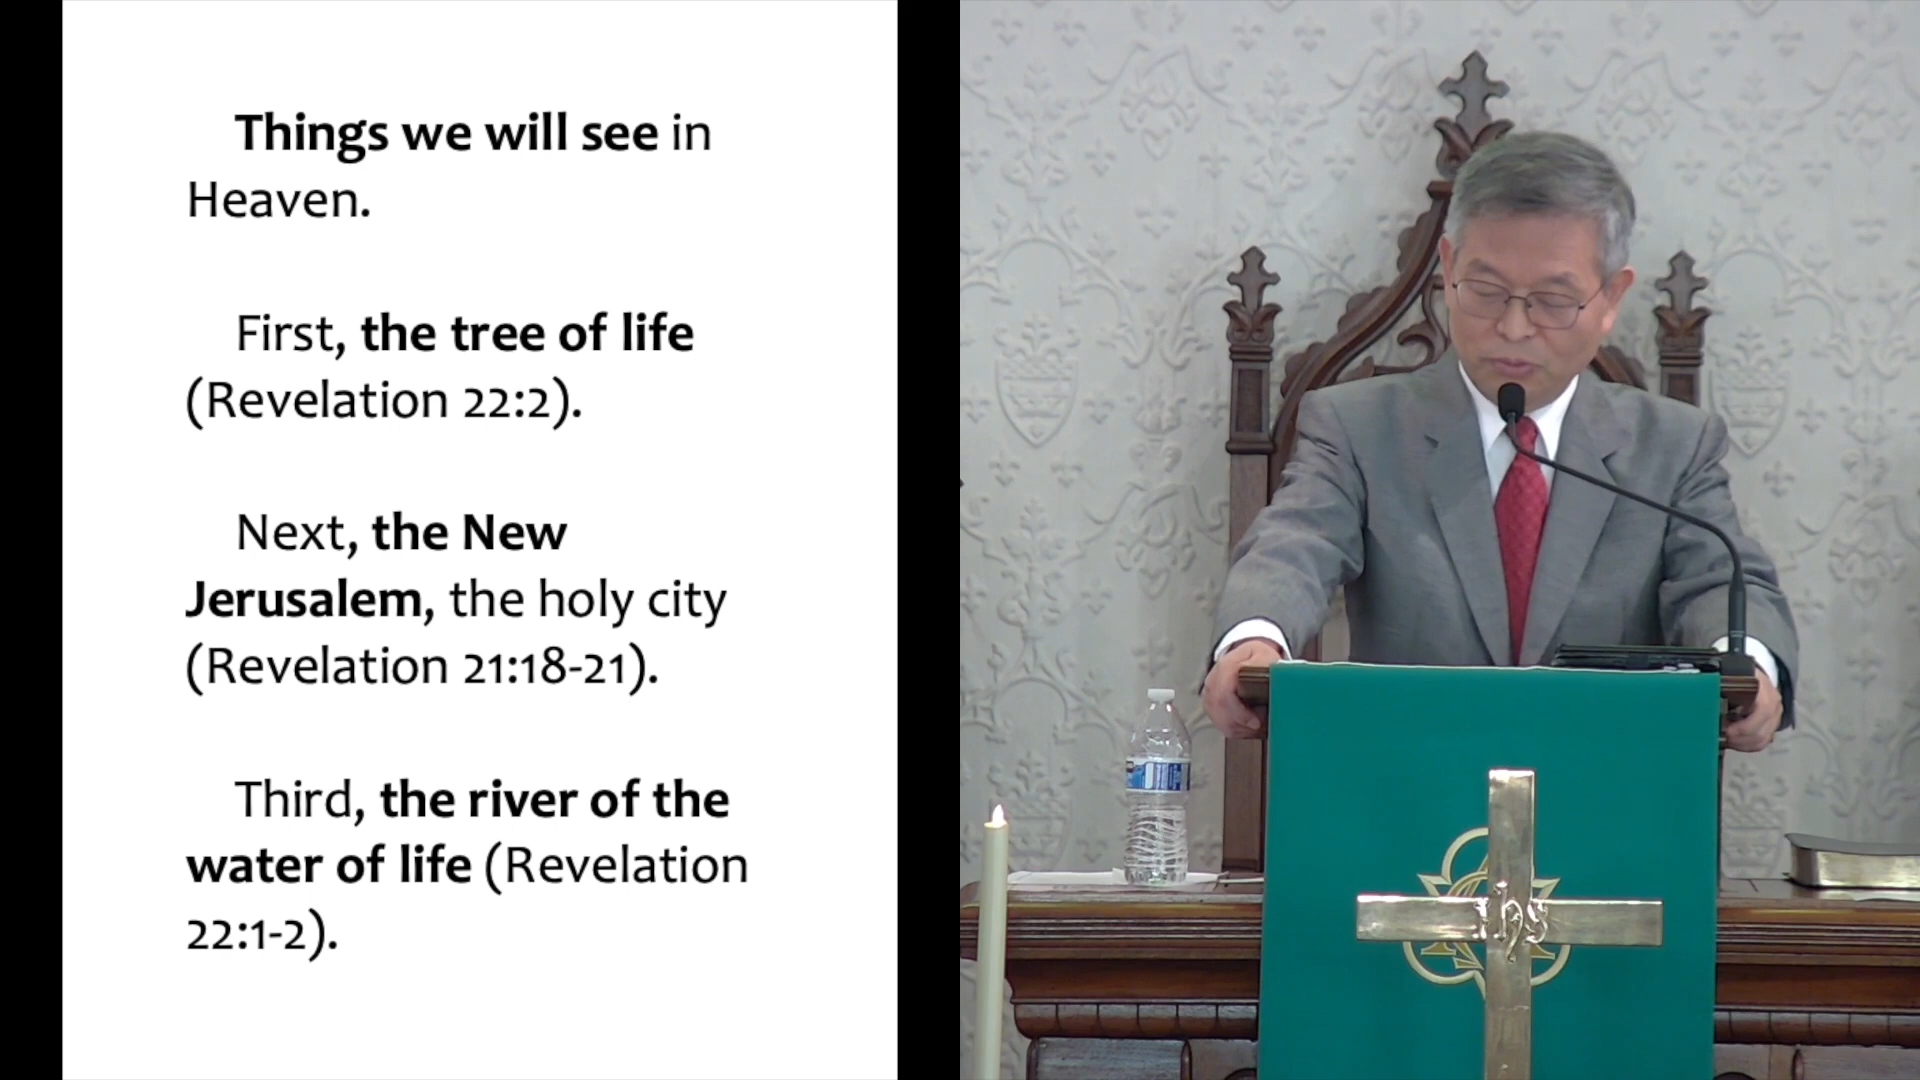 Things we will see in
Heaven.
First, the tree of life
(Revelation 22:2).
Next, the New
Jerusalem, the holy city
(Revelation 21:18-21).
Third, the river of the
water of life (Revelation
22:1-2).
ihs